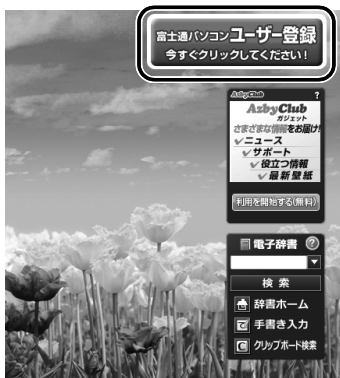 富士通パソコンユーザー登録
今すぐクリックしてください!
AzbyClub ?
AzbyClub
ガジェット
さまざまな情報をお届け!
ニュース
サポート
役立つ情報
最新壁紙
利用を開始する(無料)
電子辞書 ?
検索
辞書ホーム
手書き入力
クリップボード検索